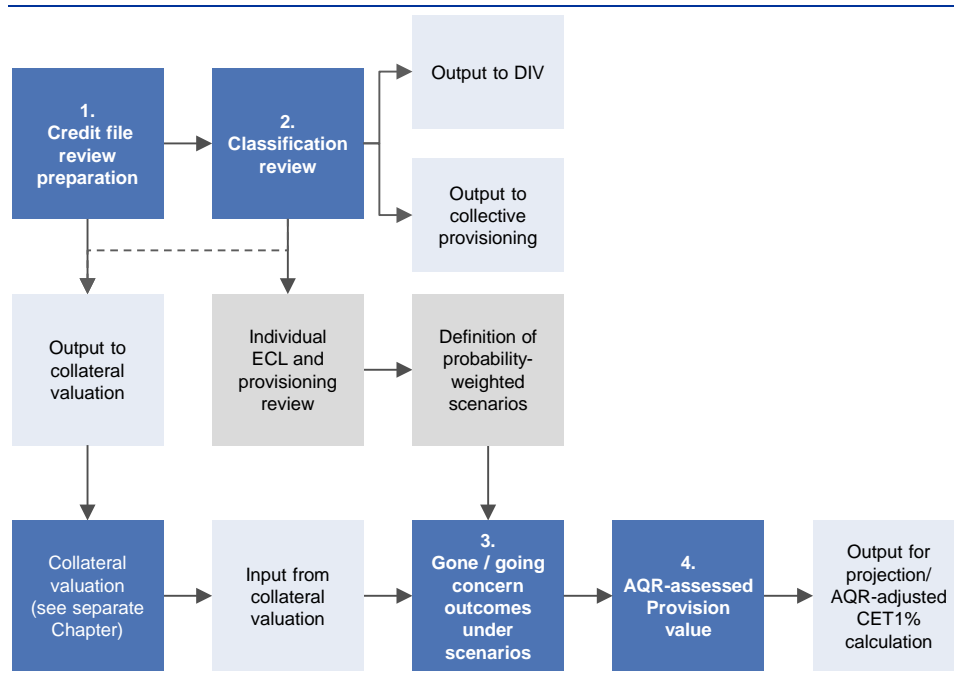 Output to DIV
1.
Credit file
review
preparation
2.
Classification
review
Output to
collective
provisioning
Output to
collateral
valuation
Individual
ECL and
provisioning
review
Definition of
probability-
weighted
scenarios
Collateral
valuation
(see separate
Chapter)
Input from
collateral
valuation
3.
Gone / going
concern
outcomes
under
scenarios
4.
AQR-assessed
Provision
value
Output for
projection/
AQR-adjusted
CET1%
calculation